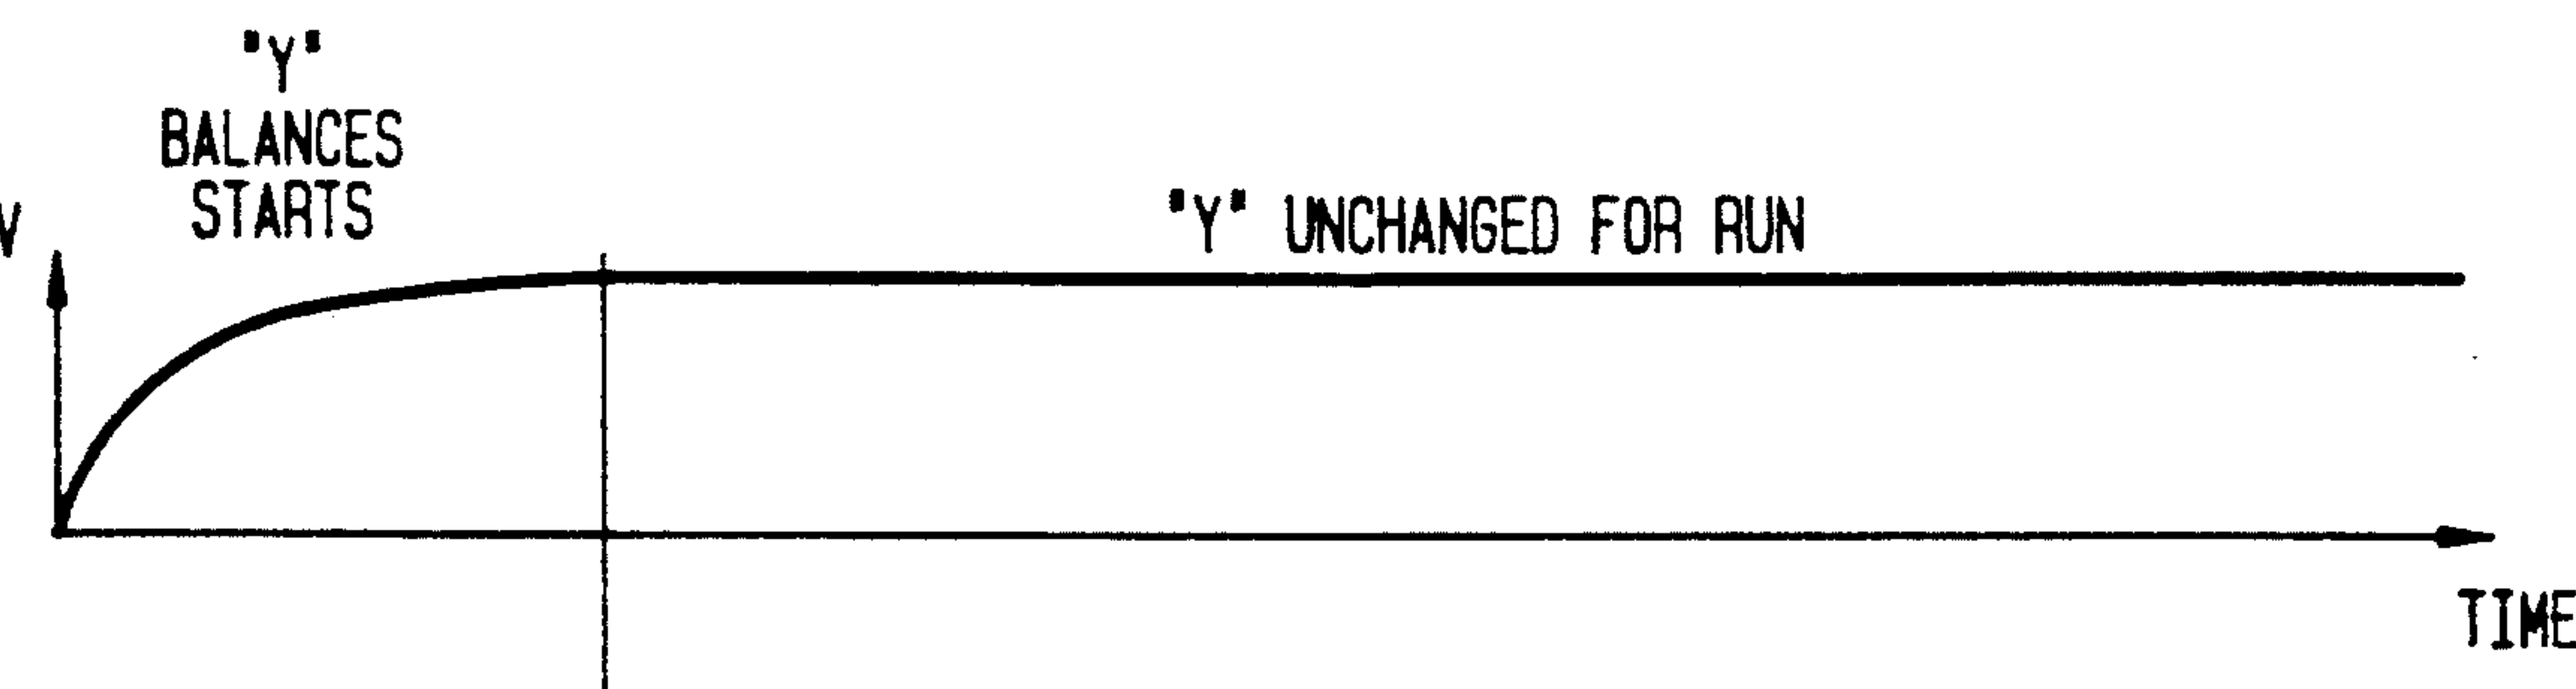 "Y"
BALANCES
STARTS
V
"Y" UNCHANGED FOR RUN
TIME